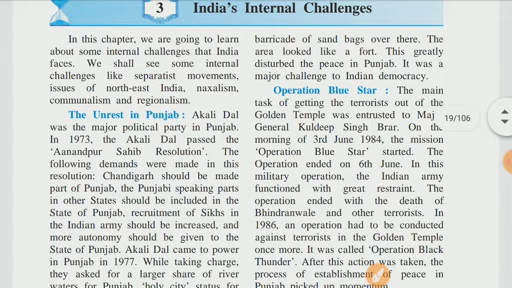 3 India's Internal Challenges
In this chapter, we are going to learn
about some internal challenges that India
faces. We shall see some internal
challenges like separatist movements,
issues of north-east India, naxalism,
communalism and regionalism.
The Unrest in Punjab : Akali Dal
was the major political party in Punjab.
In 1973, the Akali Dal passed the
'Aanandpur Sahib Resolution'. The
following demands were made in this
resolution: Chandigarh should be made
part of Punjab, the Punjabi speaking parts
in other States should be included in the
State of Punjab, recruitment of Sikhs in
the Indian army should be increased, and
more autonomy should be given to the
State of Punjab. Akali Dal came to power
in Punjab in 1977. While taking charge,
they asked for a larger share of river
waters for Punjab, 'holy city' status for
barricade of sand bags over there. The
area looked like a fort. This greatly
disturbed the peace in Punjab. It was a
major challenge to Indian democracy.
Operation Blue Star : The main
task of getting the terrorists out of the
Golden Temple was entrusted to Maj
General Kuldeep Singh Brar. On the
morning of 3rd June 1984, the mission
'Operation Blue Star' started. The
Operation ended on 6th June. In this
military operation, the Indian army
functioned with great restraint. The
operation ended with the death of
Bhindranwale and other terrorists. In
1986, an operation had to be conducted
against terrorists in the Golden Temple
once more. It was called 'Operation Black
Thunder'. After this action was taken, the
process of establishment of peace in
Punjab picked up momentum.
19/106